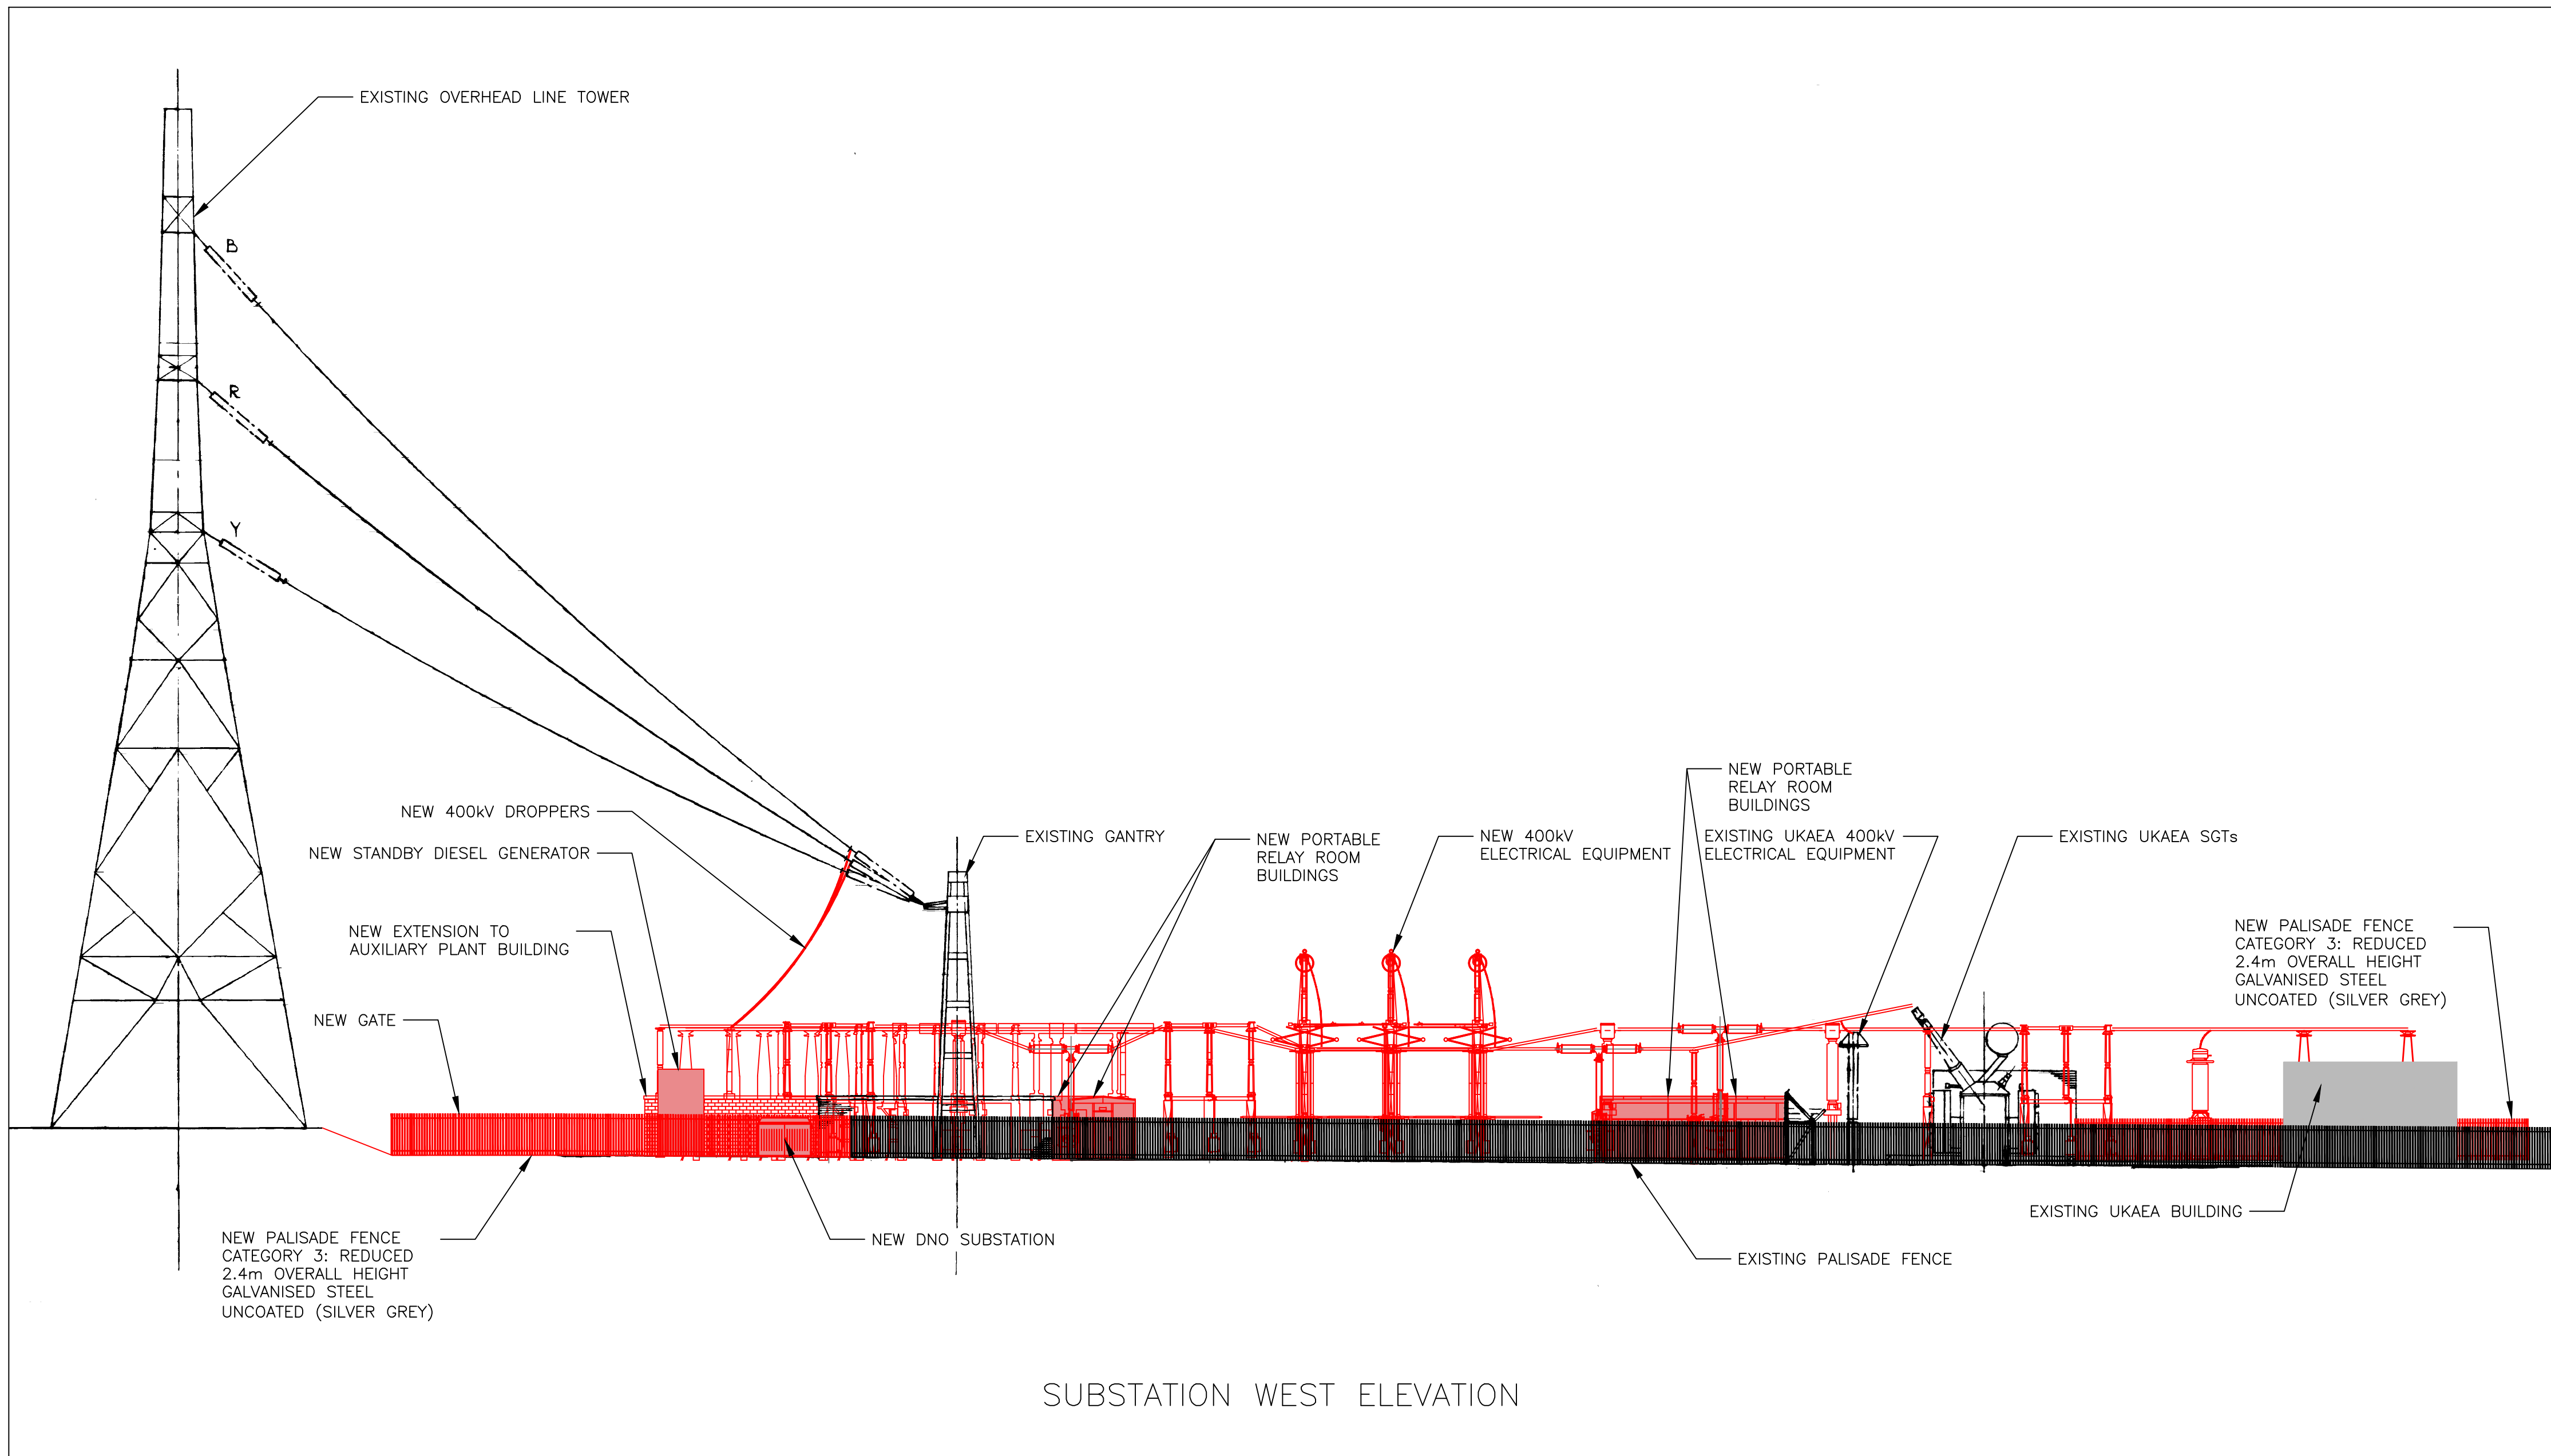 EXISTING OVERHEAD LINE TOWER
B
R
Y
NEW 400kV DROPPERS
NEW STANDBY DIESEL GENERATOR
NEW EXTENSION TO
AUXILIARY PLANT BUILDING
NEW GATE
EXISTING GANTRY
NEW PORTABLE
RELAY ROOM
BUILDINGS
NEW 400kV
ELECTRICAL EQUIPMENT
NEW PORTABLE
RELAY ROOM
BUILDINGS
EXISTING UKAEA 400kV
ELECTRICAL EQUIPMENT
EXISTING UKAEA SGTs
NEW PALISADE FENCE
CATEGORY 3: REDUCED
2.4m OVERALL HEIGHT
GALVANISED STEEL
UNCOATED (SILVER GREY)
NEW PALISADE FENCE
CATEGORY 3: REDUCED
2.4m OVERALL HEIGHT
GALVANISED STEEL
UNCOATED (SILVER GREY)
NEW DNO SUBSTATION
EXISTING PALISADE FENCE
EXISTING UKAEA BUILDING
SUBSTATION WEST ELEVATION